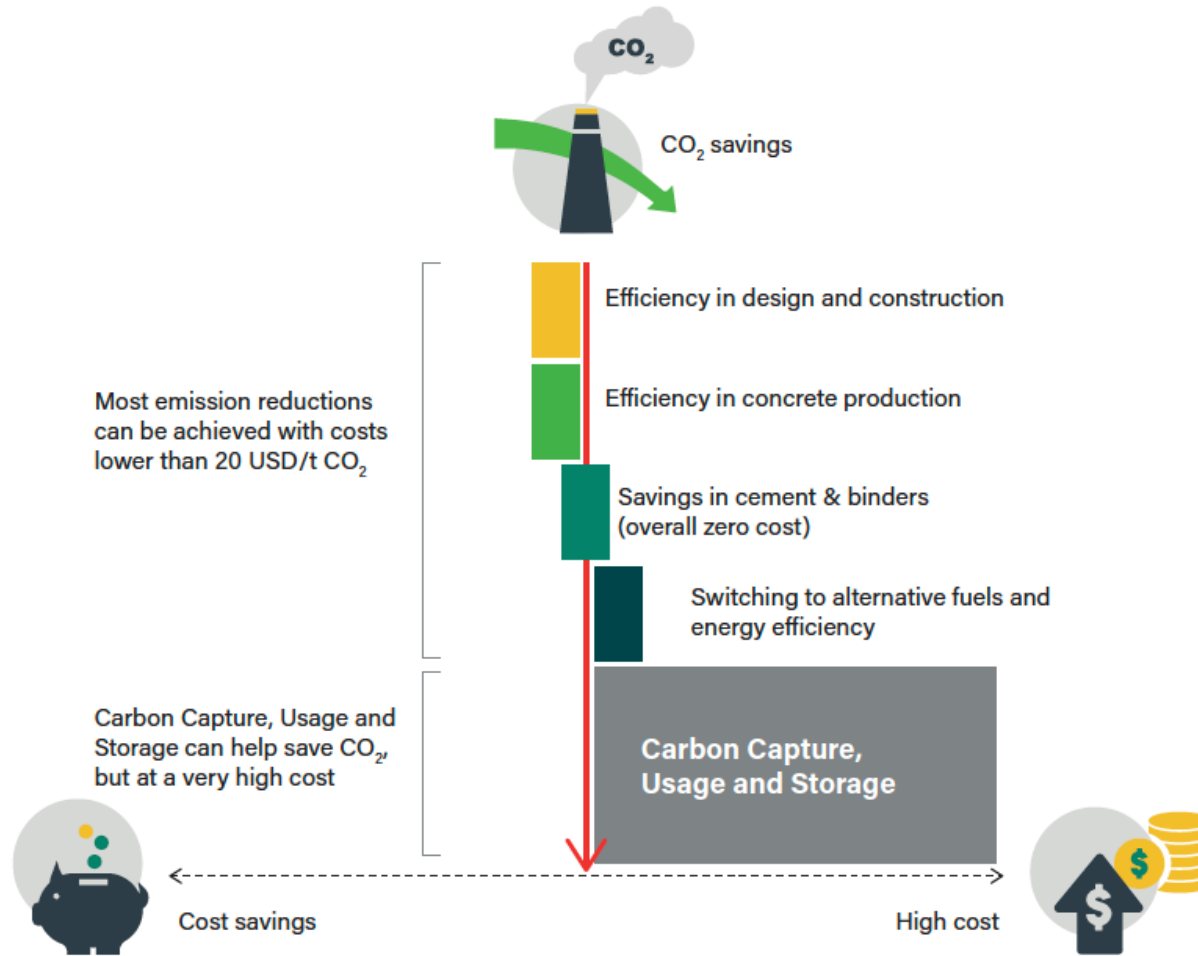 CO₂
CO₂ savings
Efficiency in design and construction
Efficiency in concrete production
Most emission reductions
can be achieved with costs
lower than 20 USD/t CO₂
Savings in cement & binders
(overall zero cost)
Switching to alternative fuels and
energy efficiency
Carbon Capture, Usage and
Storage can help save CO₂,
but at a very high cost
Carbon Capture,
Usage and Storage
$
$
Cost savings
High cost